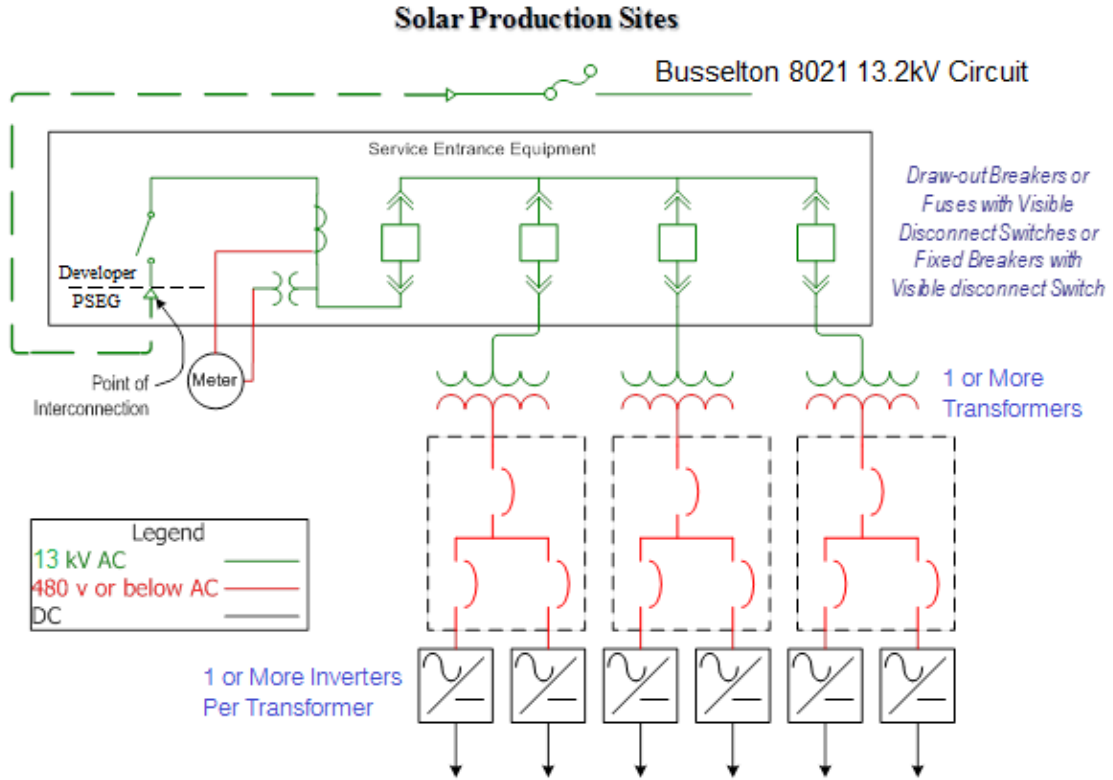 Solar Production Sites
Busselton 8021 13.2kV Circuit
Service Entrance Equipment
Draw-out Breakers or
Fuses with Visible
Disconnect Switches or
Fixed Breakers with
Visible disconnect Switch
Developer
PSEG
Point of
Interconnection
Meter
1 or More
Transformers
Legend
13 kV AC
480 v or below AC
DC
1 or More Inverters
Per Transformer